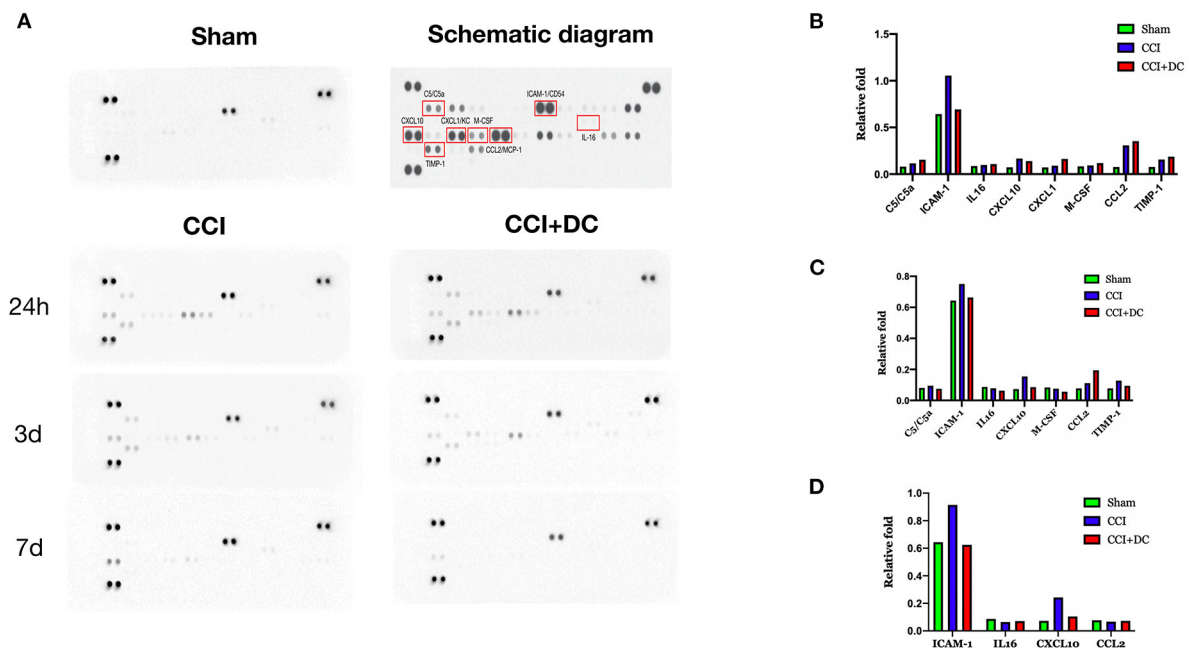 A
Sham
Schematic diagram
C5/C5a
ICAM-1/CD54
CXCL10
CXCL1/KC
M-CSF
IL-16
TIMP-1
CCL2/MCP-1
CCI
CCI+DC
24h
3d
7d
B
Sham
CCI
CCI+DC
Relative fold
1.5
1.0
0.5
0.0
C5/C5a
ICAM-1
IL16
CXCL10
CXCL1
M-CSF
CCL2
TIMP-1
C
Sham
CCI
CCI+DC
Relative fold
0.8
0.6
0.4
0.2
0.0
C5/C5a
ICAM-1
IL16
CXCL10
M-CSF
CCL2
TIMP-1
D
Sham
CCI
CCI+DC
Relative fold
1.0
0.8
0.6
0.4
0.2
0.0
ICAM-1
IL16
CXCL10
CCL2